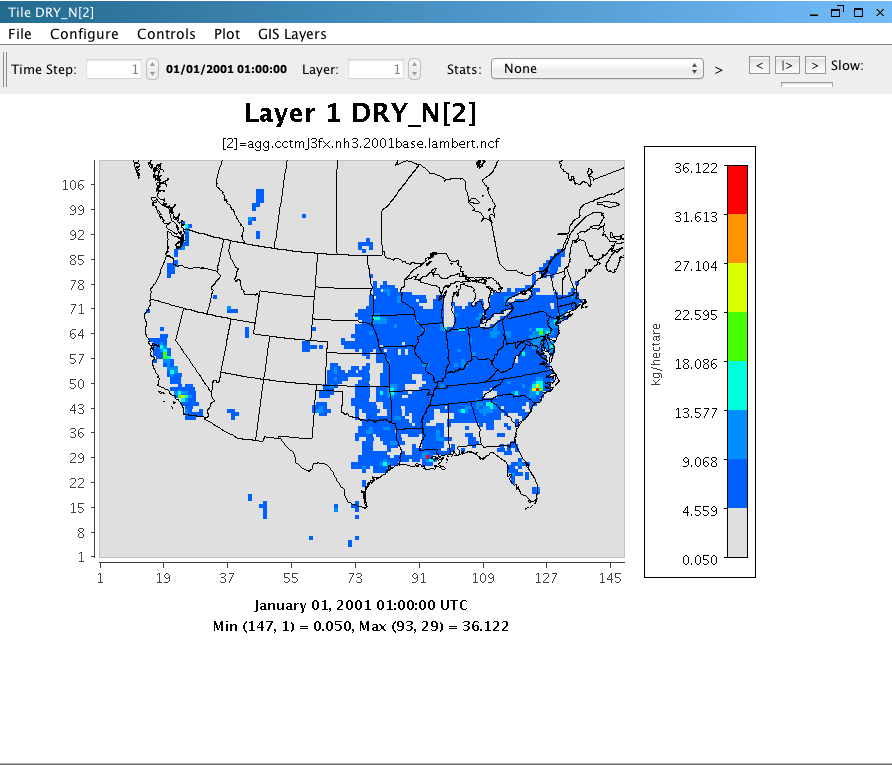 Tile DRY_N[2]
File Configure Controls Plot GIS Layers
Time Step: 1 01/01/2001 01:00:00 Layer: 1 Stats: None > < |> > Slow:
Layer 1 DRY_N[2]
[2]=agg.cctmJ3fx.nh3.2001base.lambert.ncf
106
99
92
85
78
71
64
57
50
43
36
29
22
15
8
1
1 19 37 55 73 91 109 127 145
36.122
31.613
27.104
22.595
18.086
13.577
9.068
4.559
0.050
kg/hectare
January 01, 2001 01:00:00 UTC
Min (147, 1) = 0.050, Max (93, 29) = 36.122